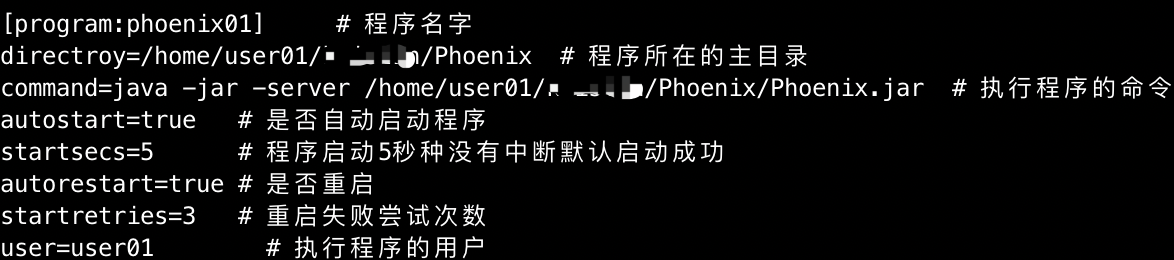 [program:phoenix01]     # 程序名字
directroy=/home/user01/ /Phoenix  # 程序所在的主目录
command=java -jar -server /home/user01/ /Phoenix/Phoenix.jar  # 执行程序的命令
autostart=true   # 是否自动启动程序
startsecs=5      # 程序启动5秒种没有中断默认启动成功
autorestart=true # 是否重启
startretries=3   # 重启失败尝试次数
user=user01        # 执行程序的用户